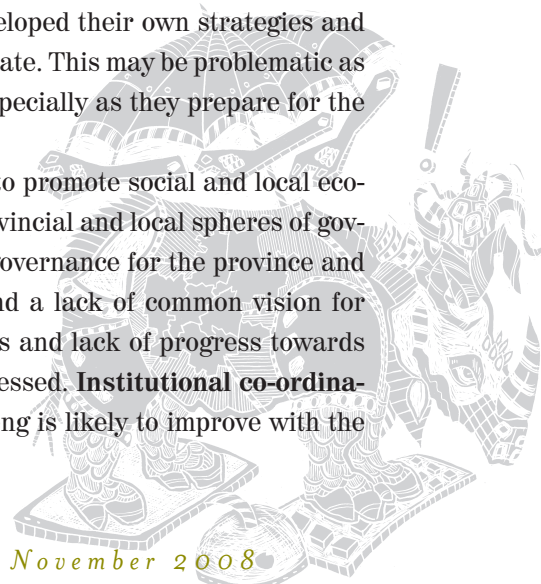 eloped their own strategies and
ate. This may be problematic as
specially as they prepare for the
to promote social and local eco-
vincial and local spheres of gov-
governance for the province and
nd a lack of common vision for
s and lack of progress towards
essed. Institutional co-ordina-
ng is likely to improve with the
November 2008